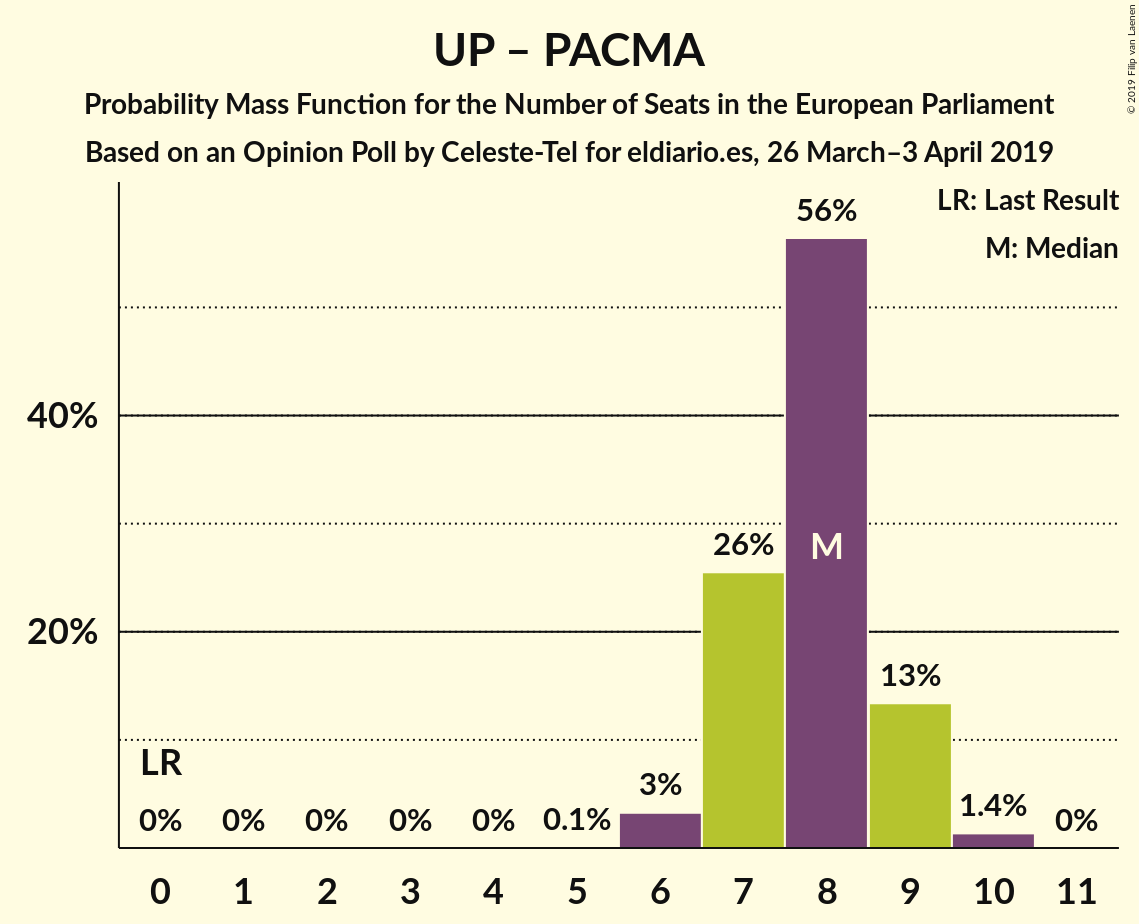 UP – PACMA
Probability Mass Function for the Number of Seats in the European Parliament
Based on an Opinion Poll by Celeste-Tel for eldiario.es, 26 March–3 April 2019
© 2019 Filip van Laenen
LR: Last Result
M: Median
56%
40%
26%
M
20%
13%
LR
3%
1.4%
0% 0% 0% 0% 0% 0.1% 0%
0 1 2 3 4 5 6 7 8 9 10 11